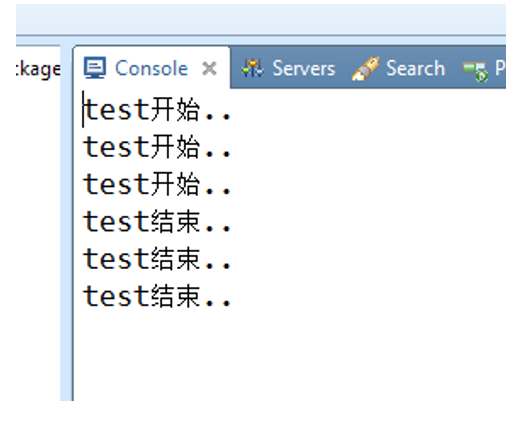 ckage
Console
Servers
Search
P
test开始..
test开始..
test开始..
test结束..
test结束..
test结束..